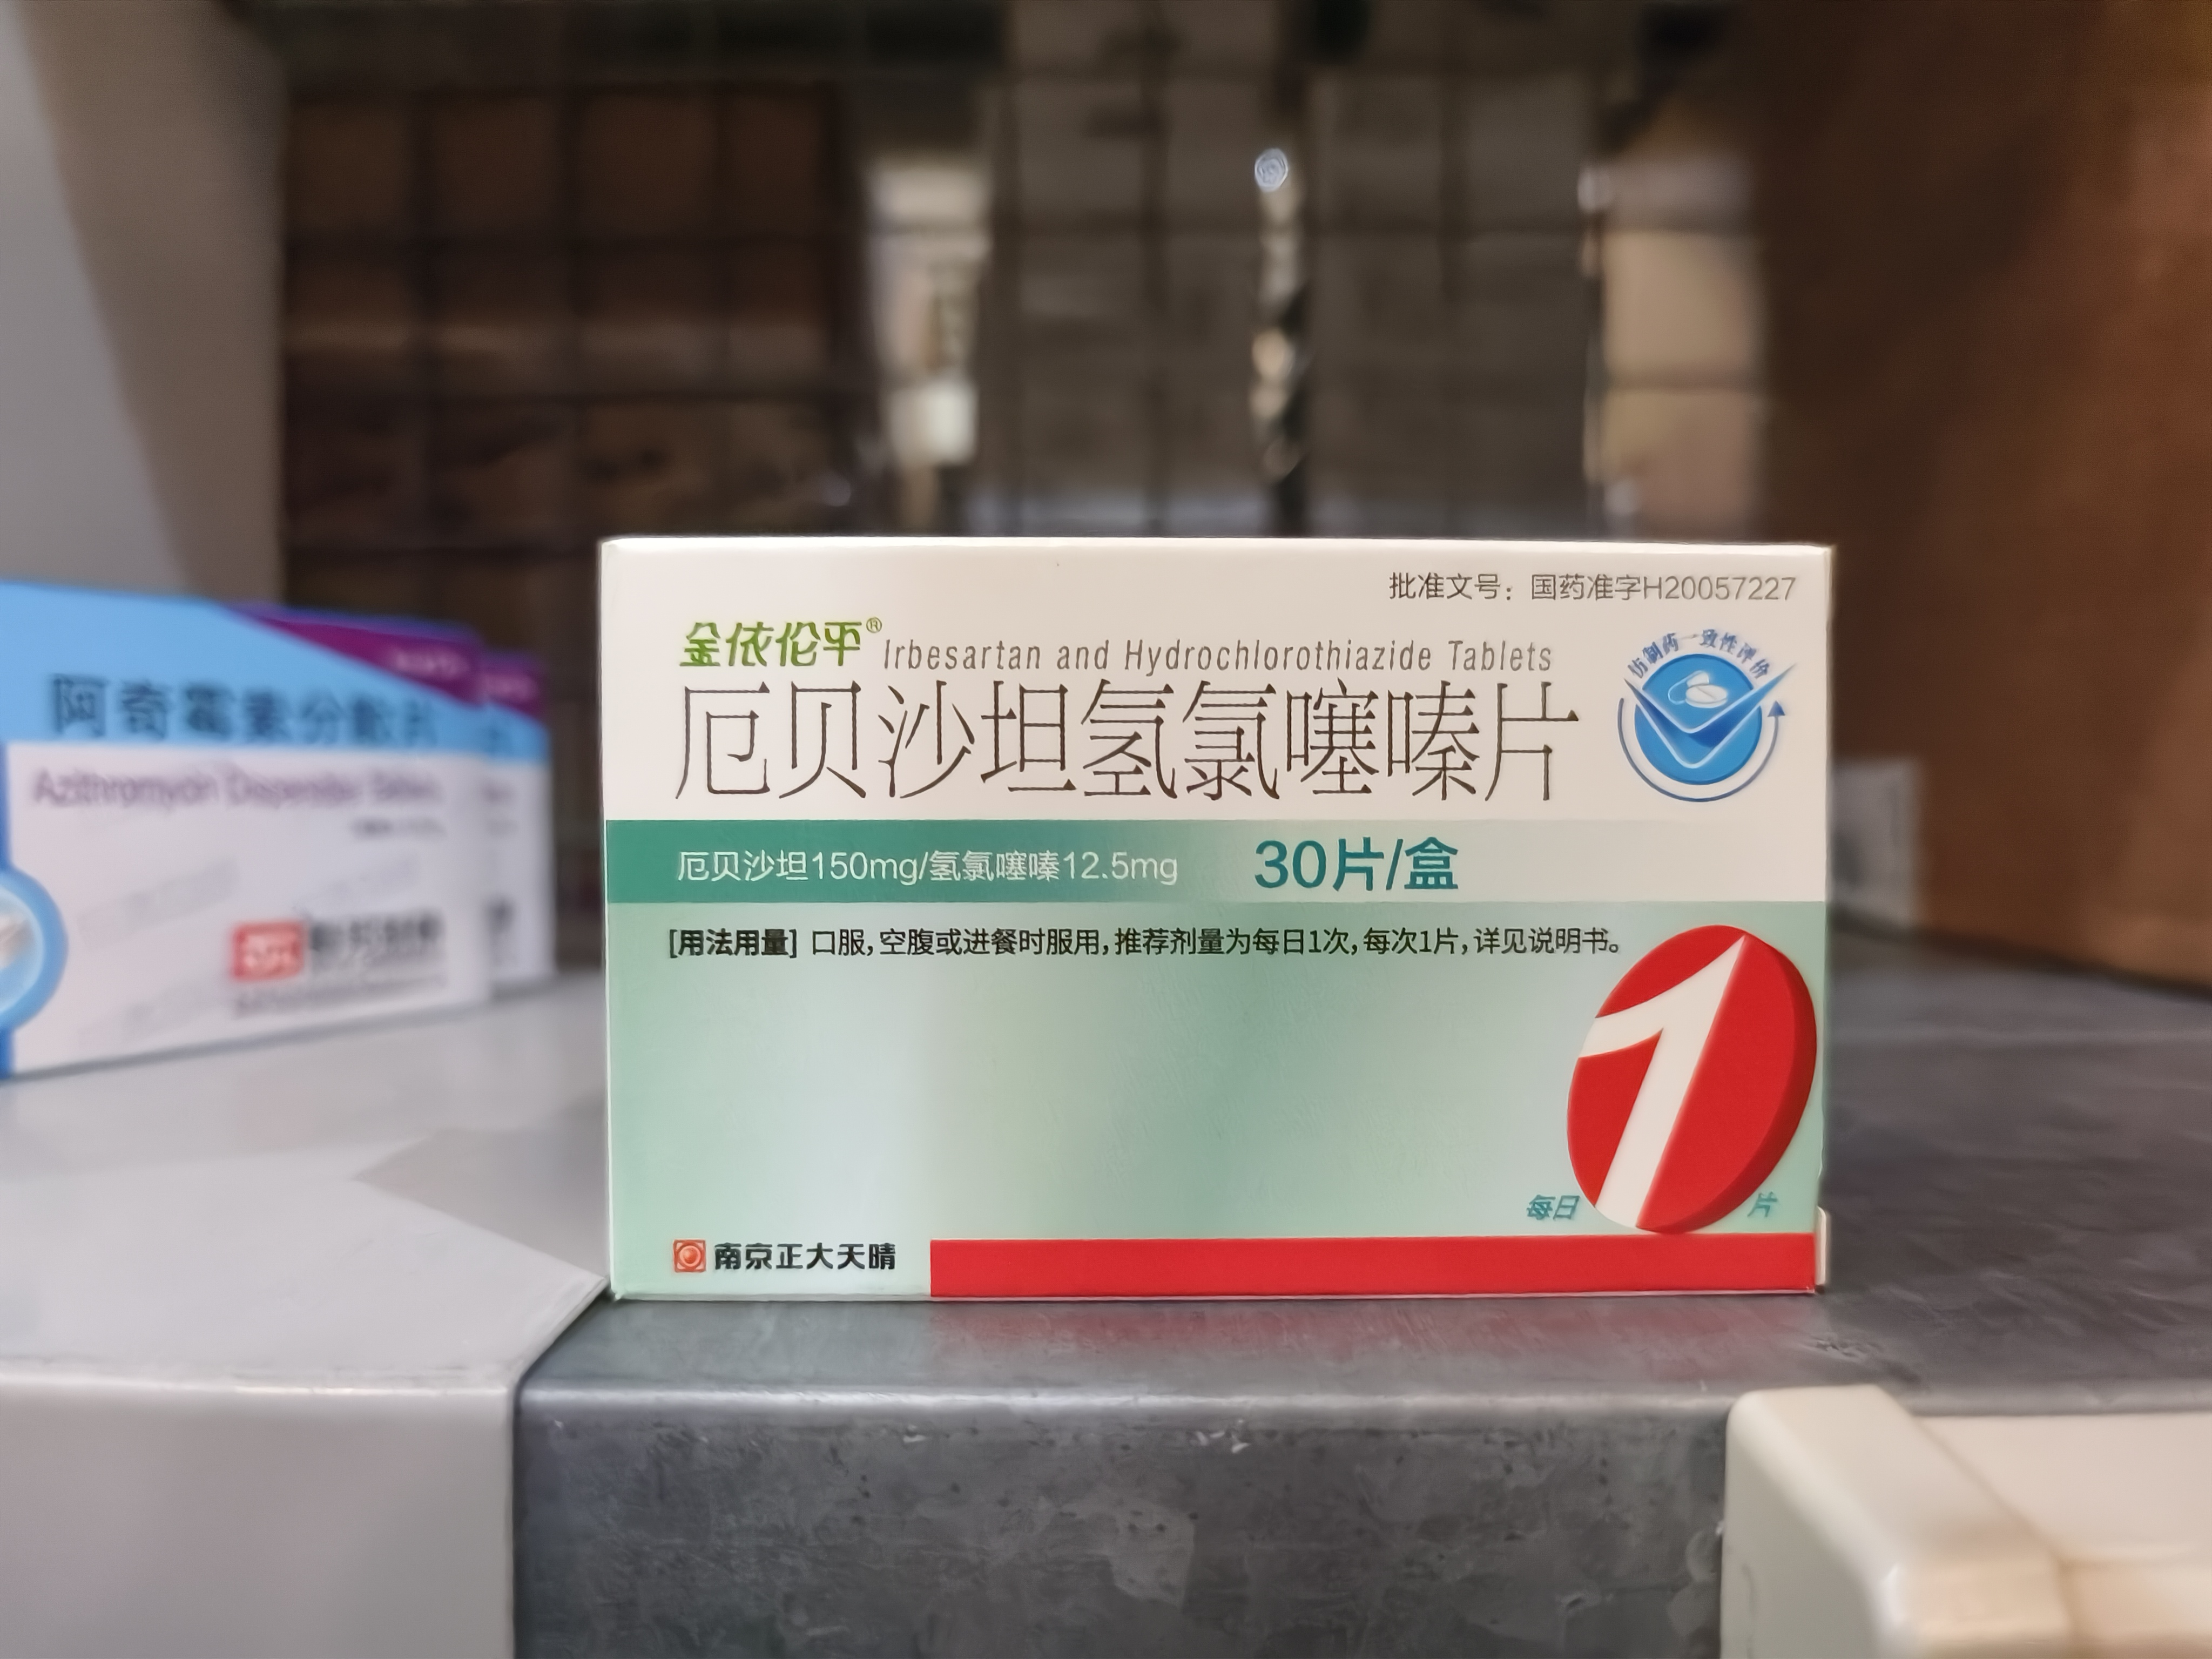 批准文号：国药准字H20057227
金依伦平® Irbesartan and Hydrochlorothiazide Tablets
厄贝沙坦氢氯噻嗪片
仿制药一致性评价
厄贝沙坦150mg/氢氯噻嗪12.5mg 30片/盒
[用法用量] 口服，空腹或进餐时服用，推荐剂量为每日1次，每次1片，详见说明书。
每日1片
南京正大天晴
阿奇霉素分散片
Azithromycin Dispersible Tablets